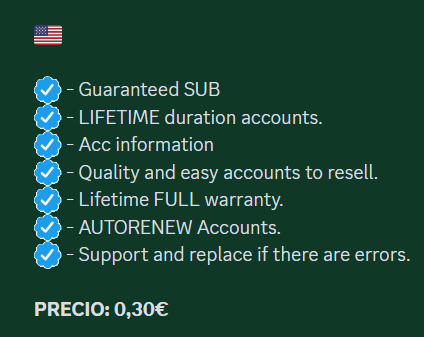 - Guaranteed SUB
- LIFETIME duration accounts.
- Acc information
- Quality and easy accounts to resell.
- Lifetime FULL warranty.
- AUTORENEW Accounts.
- Support and replace if there are errors.
PRECIO: 0,30€